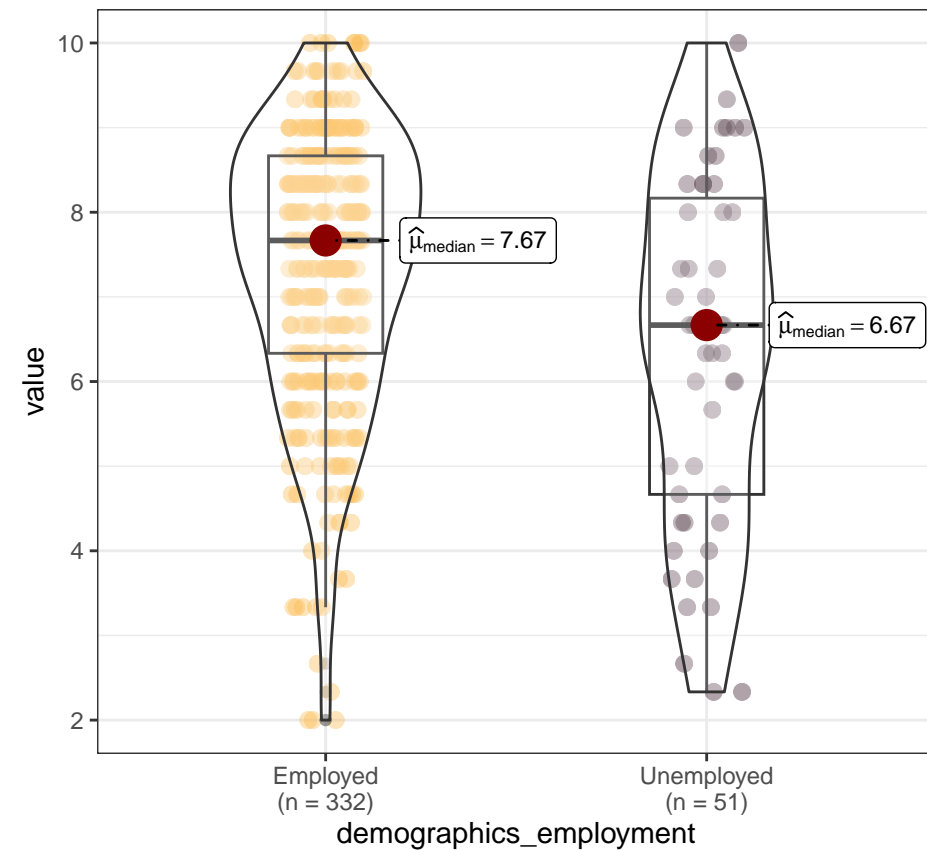 10
8
6
4
2
value
μ̂median = 7.67
μ̂median = 6.67
Employed
(n = 332)
Unemployed
(n = 51)
demographics_employment